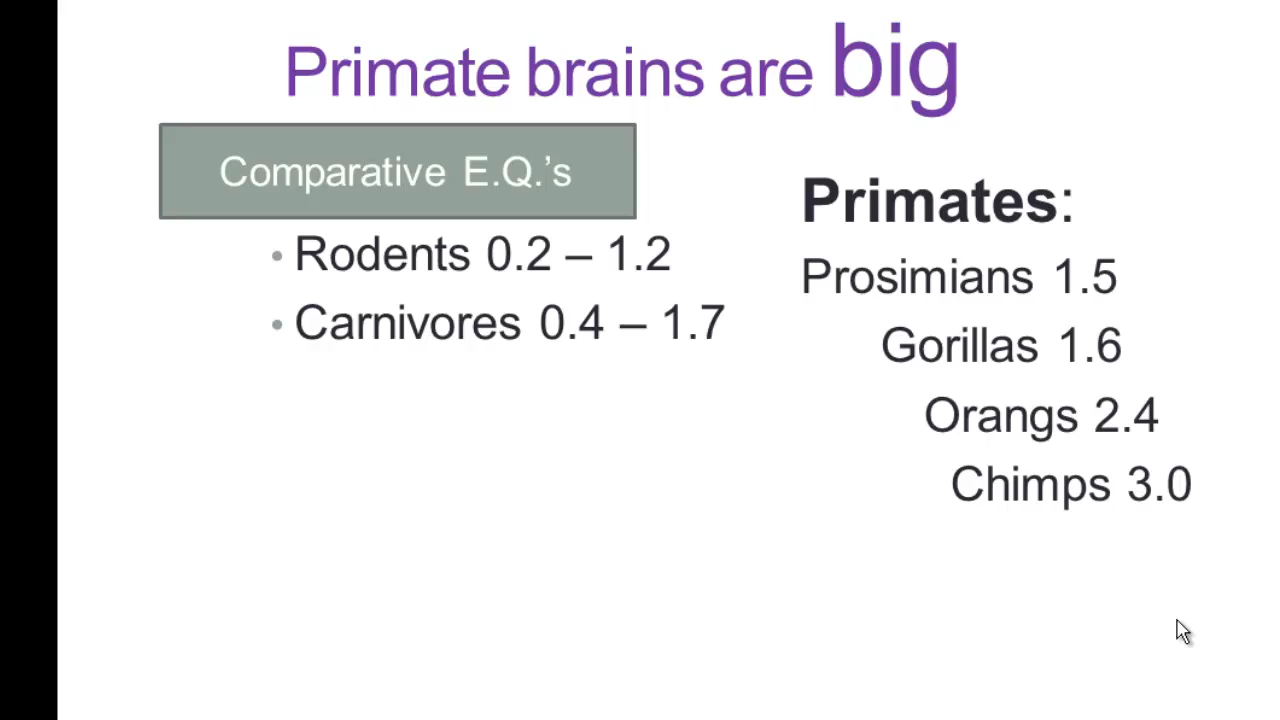 Primate brains are big
Comparative E.Q.'s
• Rodents 0.2 – 1.2
• Carnivores 0.4 – 1.7
Primates:
Prosimians 1.5
Gorillas 1.6
Orangs 2.4
Chimps 3.0